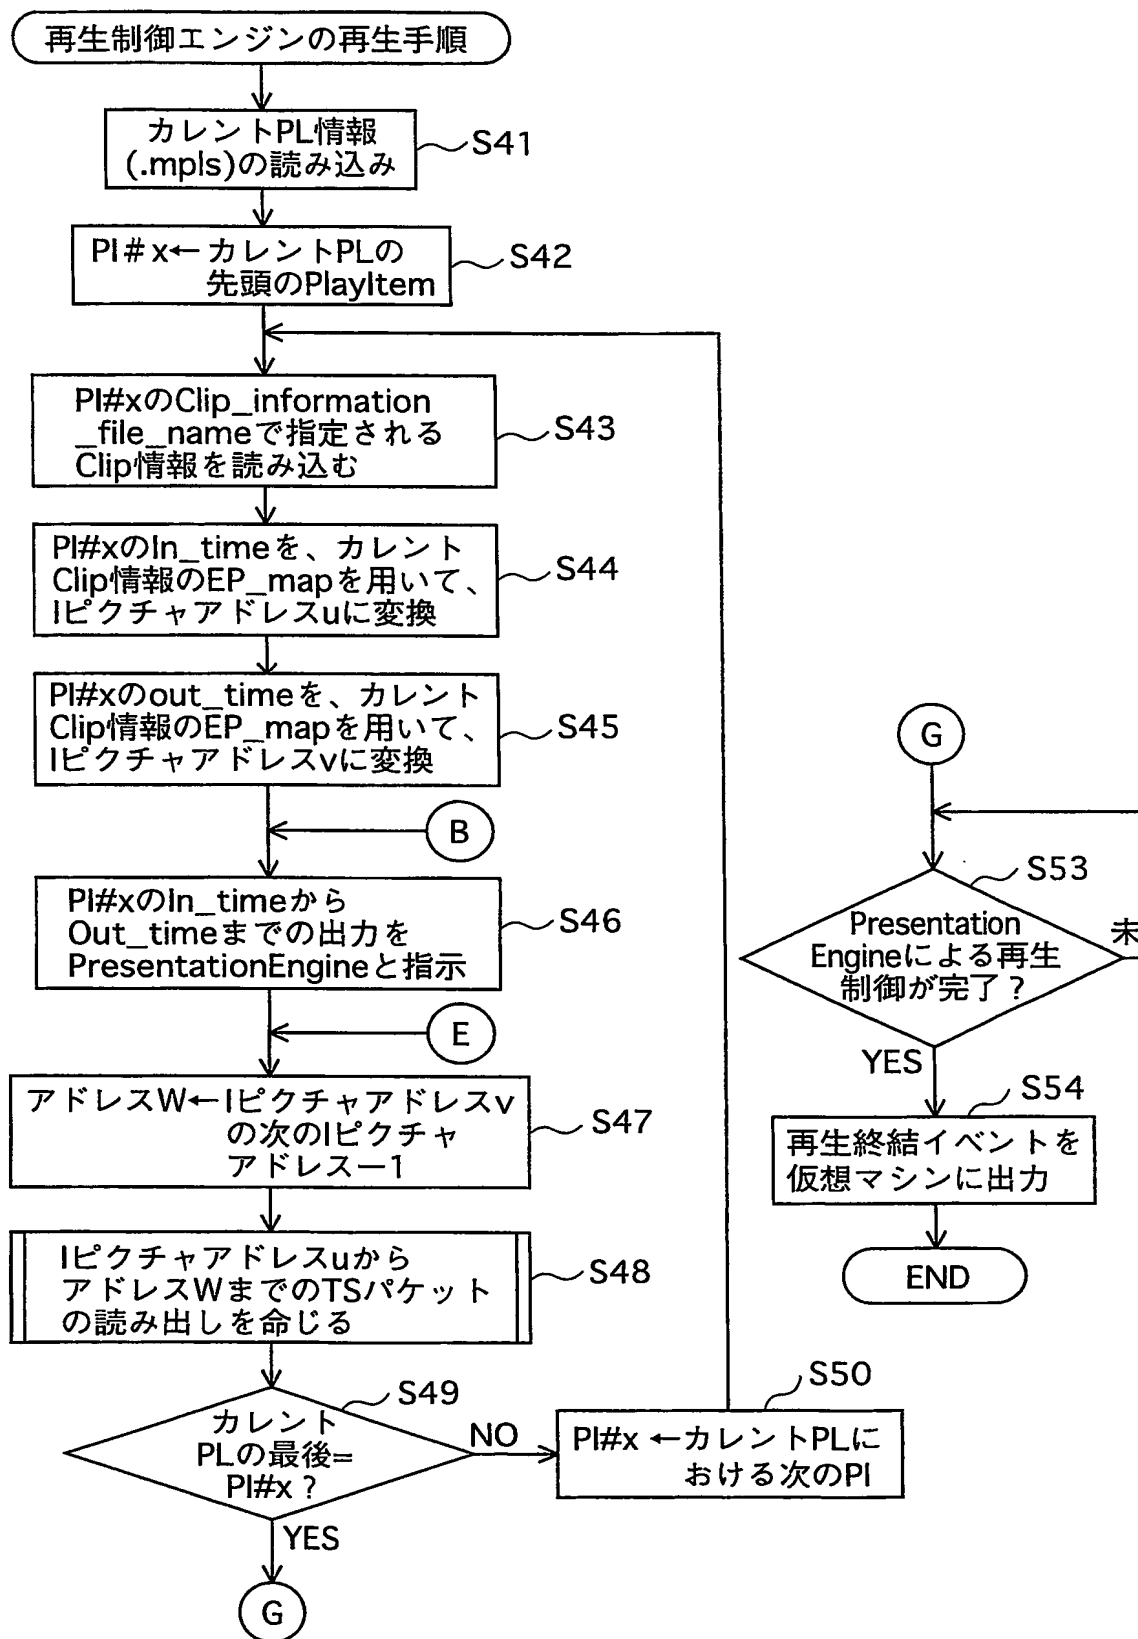 再生制御エンジンの再生手順
カレントPL情報
(.mpls)の読み込み
S41
PI#x←カレントPLの
先頭のPlayItem
S42
PI#xのClip_information
_file_nameで指定される
Clip情報を読み込む
S43
PI#xのIn_timeを、カレント
Clip情報のEP_mapを用いて、
Iピクチャアドレスuに変換
S44
PI#xのout_timeを、カレント
Clip情報のEP_mapを用いて、
Iピクチャアドレスvに変換
S45
B
PI#xのIn_timeから
Out_timeまでの出力を
PresentationEngineと指示
S46
E
アドレスW←Iピクチャアドレスv
の次のIピクチャ
アドレスー1
S47
Iピクチャアドレスuから
アドレスWまでのTSパケット
の読み出しを命じる
S48
カレント
PLの最後=
PI#x?
S49
NO
YES
PI#x ←カレントPLに
おける次のPI
S50
G
G
Presentation
Engineによる再生
制御が完了?
S53
未
YES
再生終結イベントを
仮想マシンに出力
S54
END